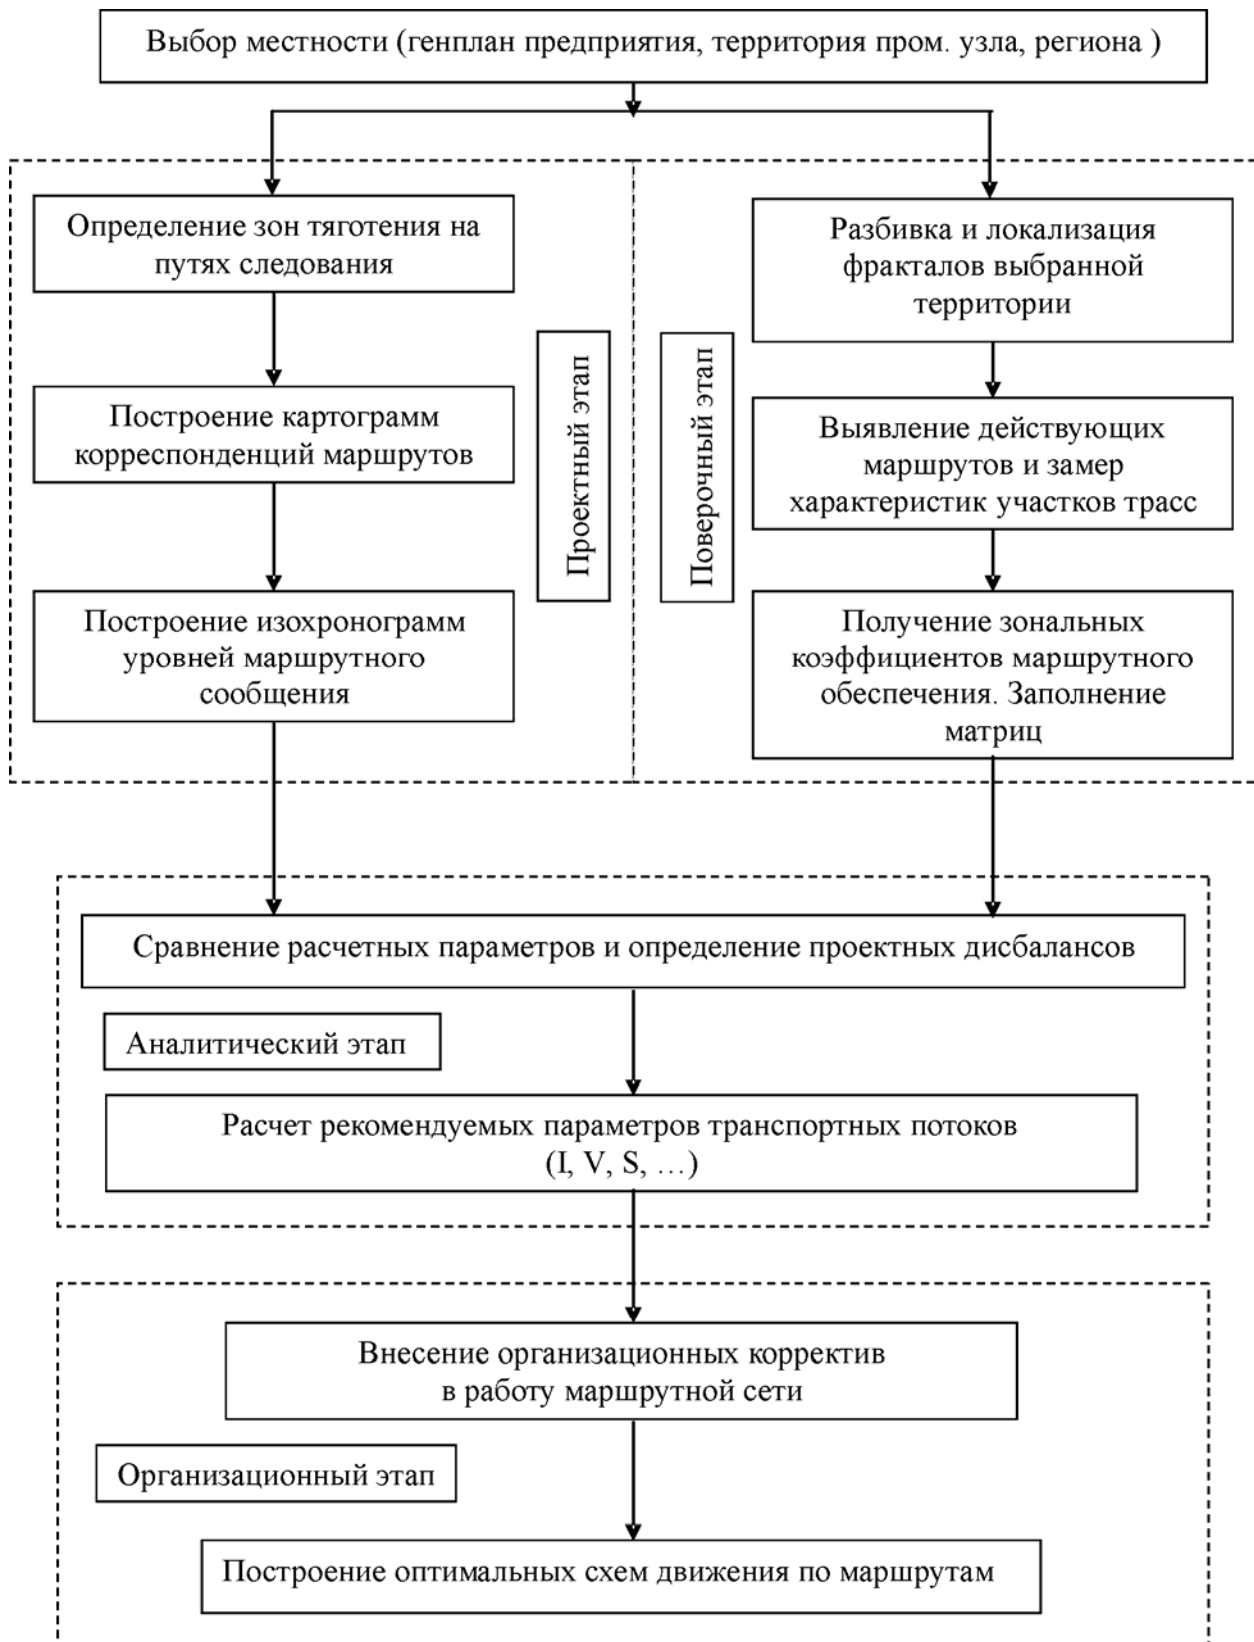 Выбор местности (генплан предприятия, территория пром. узла, региона )
Определение зон тяготения на
путях следования
Построение картограмм
корреспонденций маршрутов
Построение изохронограмм
уровней маршрутного
сообщения
Проектный этап
Поверочный этап
Разбивка и локализация
фракталов выбранной
территории
Выявление действующих
маршрутов и замер
характеристик участков трасс
Получение зональных
коэффициентов маршрутного
обеспечения. Заполнение
матриц
Сравнение расчетных параметров и определение проектных дисбалансов
Аналитический этап
Расчет рекомендуемых параметров транспортных потоков
(I, V, S, …)
Внесение организационных корректив
в работу маршрутной сети
Организационный этап
Построение оптимальных схем движения по маршрутам